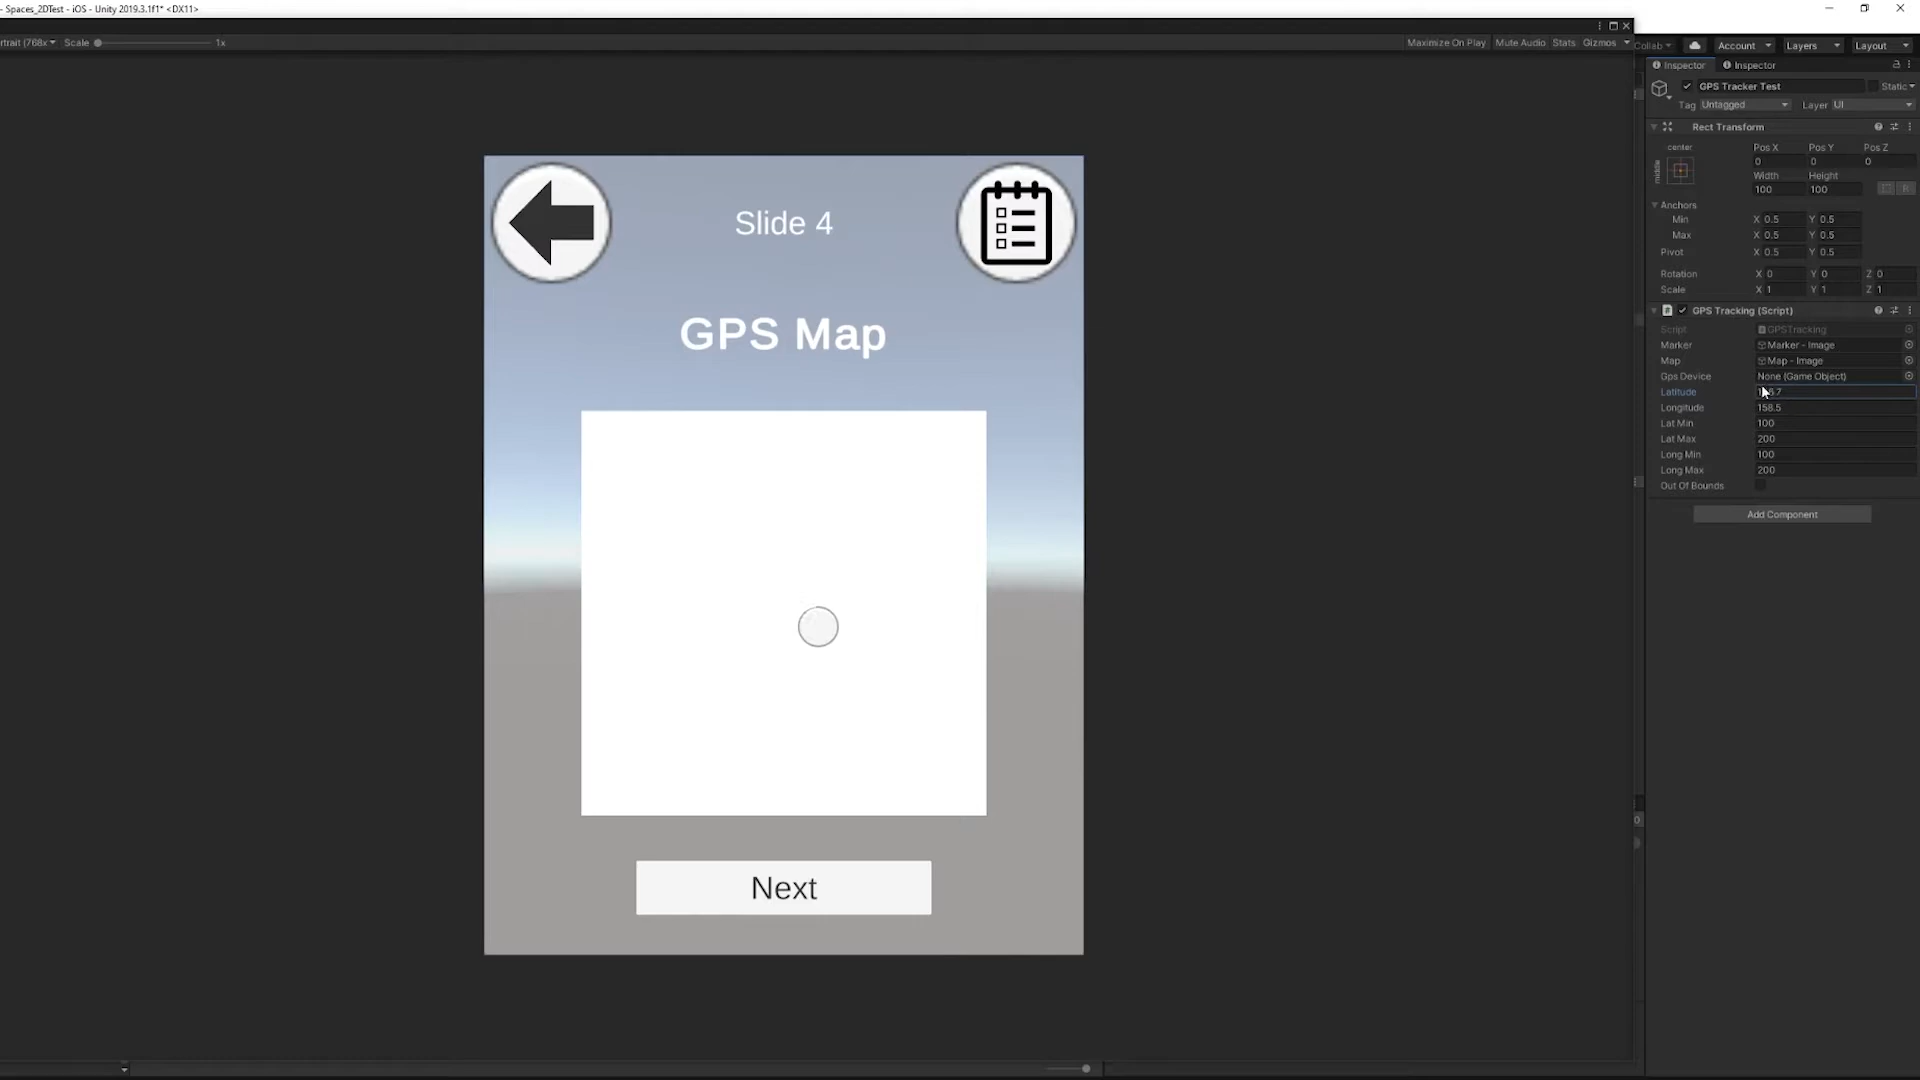 - Spaces_2DTest - iOS - Unity 2019.3.1f1* <DX11>
rtrait (768x Scale 1x
Maximize On Play Mute Audio Stats Gizmos
Collab Account Layers Layout
Inspector Inspector
GPS Tracker Test Static
Tag Untagged Layer UI
Rect Transform
center Pos X Pos Y Pos Z
middle 0 0 0
Width Height
100 100 R
Anchors
Min X 0.5 Y 0.5
Max X 0.5 Y 0.5
Pivot X 0.5 Y 0.5
Rotation X 0 Y 0 Z 0
Scale X 1 Y 1 Z 1
GPS Tracking (Script)
Script GPSTracking
Marker Marker - Image
Map Map - Image
Gps Device None (Game Object)
Latitude
Longitude 158.5
Lat Min 100
Lat Max 200
Long Min 100
Long Max 200
Out Of Bounds
Add Component
Slide 4
GPS Map
Next